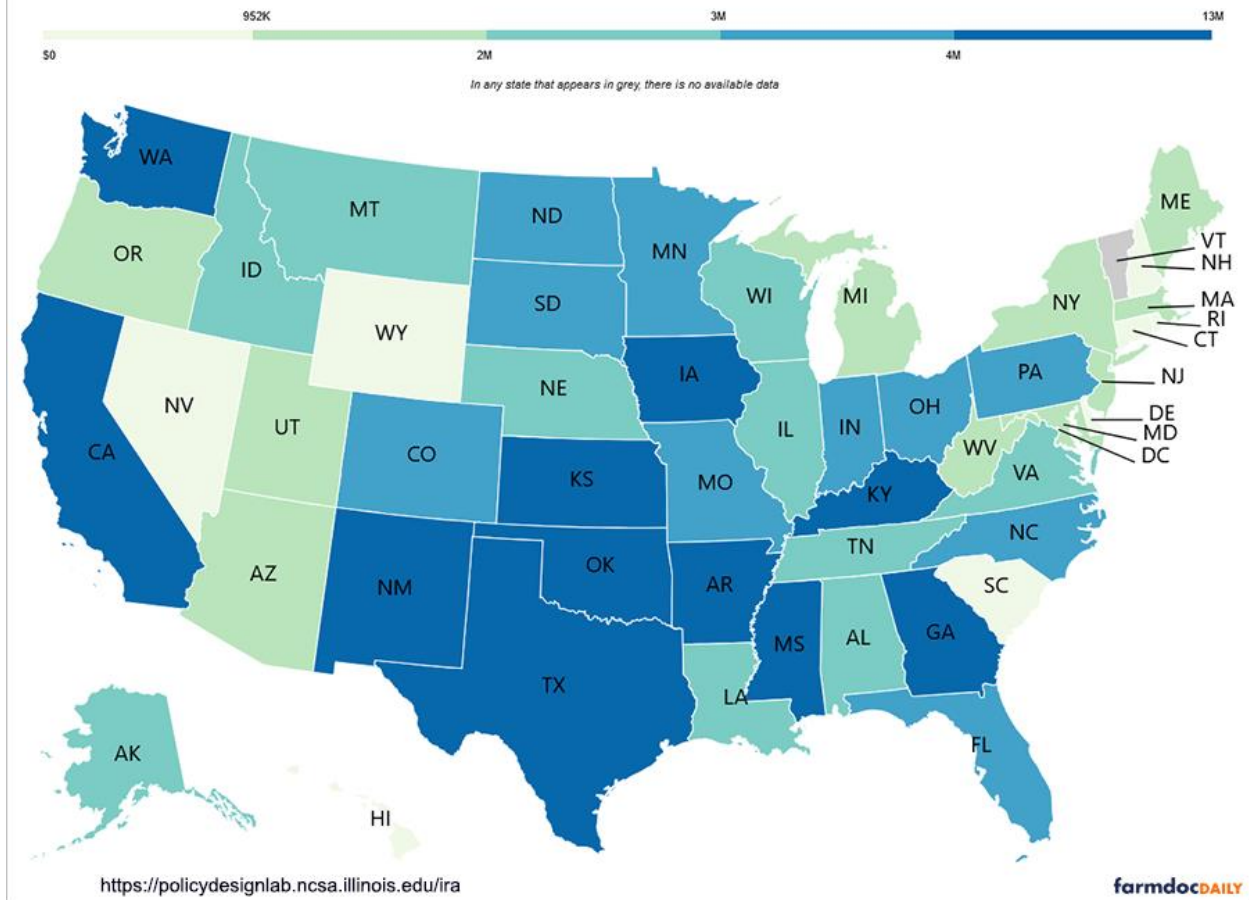 952K 3M 13M
$0 2M 4M
In any state that appears in grey, there is no available data
WA
MT
ND
MN
ME
VT
NH
OR
ID
SD
WI
MI
NY
MA
RI
CT
WY
IA
PA
NJ
NE
NV
UT
CO
IL
IN
OH
DE
MD
DC
WV
VA
CA
KS
MO
KY
NC
AZ
NM
OK
AR
TN
SC
TX
MS
AL
GA
LA
FL
AK
HI
https://policydesignlab.ncsa.illinois.edu/ira
farmdocDAILY